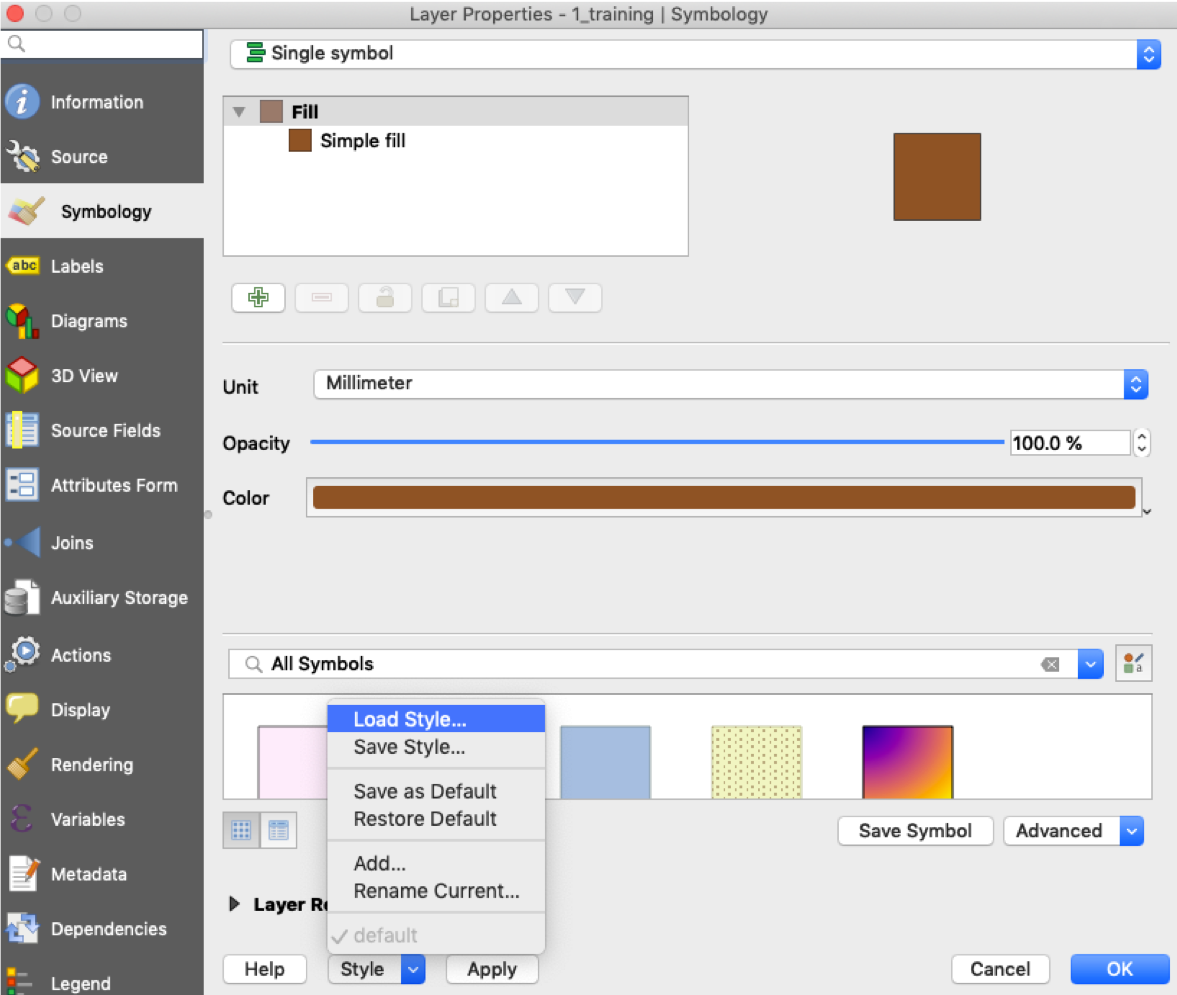 Layer Properties - 1_training | Symbology
Single symbol
Information
Source
Symbology
Labels
Diagrams
3D View
Source Fields
Attributes Form
Joins
Auxiliary Storage
Actions
Display
Rendering
Variables
Metadata
Dependencies
Legend
abc
Fill
Simple fill
Unit
Millimeter
Opacity
100.0 %
Color
All Symbols
a
Load Style...
Save Style...
Save as Default
Restore Default
Add...
Rename Current...
default
Save Symbol
Advanced
Layer
Help
Style
Apply
Cancel
OK